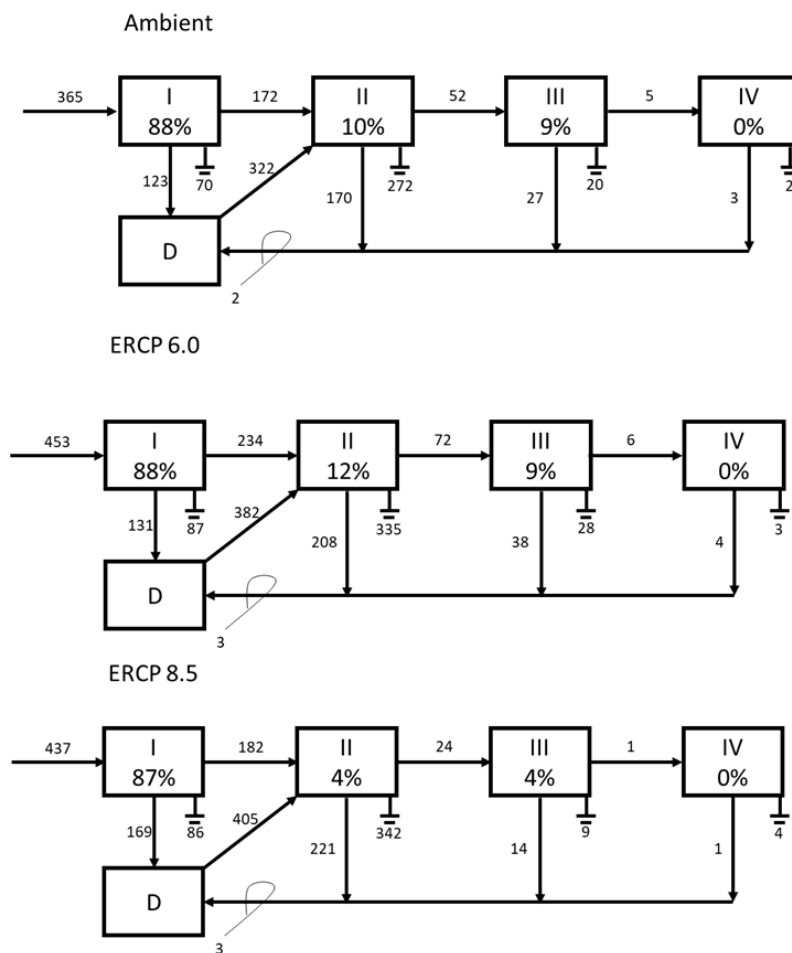 Ambient
365 I 172 II 52 III 5 IV
88% 10% 9% 0%
123 70 322 170 272 27 20 3 2
D
2
ERCP 6.0
453 I 234 II 72 III 6 IV
88% 12% 9% 0%
131 87 382 208 335 38 28 4 3
D
3
ERCP 8.5
437 I 182 II 24 III 1 IV
87% 4% 4% 0%
169 86 405 221 342 14 9 1 4
D
3